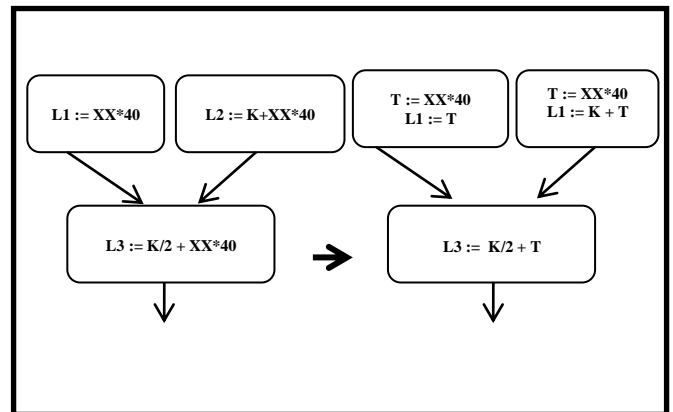 L1 := XX*40
L2 := K+XX*40
T := XX*40
L1 := T
T := XX*40
L1 := K + T
L3 := K/2 + XX*40
L3 := K/2 + T